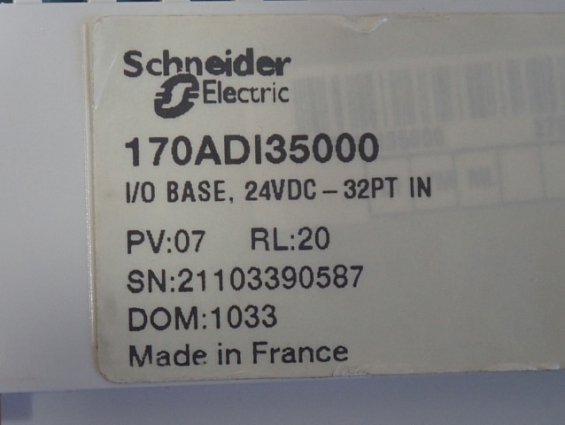 Schneider
Electric
170ADI35000
I/O BASE, 24VDC – 32PT IN
PV:07 RL:20
SN:21103390587
DOM:1033
Made in France